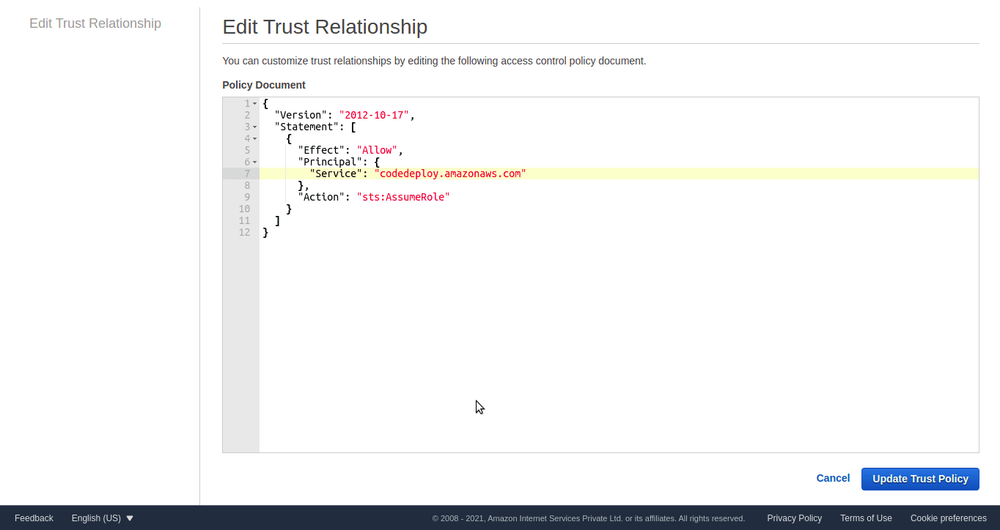 Edit Trust Relationship
Edit Trust Relationship
You can customize trust relationships by editing the following access control policy document.
Policy Document
1 {
2 "Version": "2012-10-17",
3 "Statement": [
4 {
5 "Effect": "Allow",
6 "Principal": {
7 "Service": "codedeploy.amazonaws.com"
8 },
9 "Action": "sts:AssumeRole"
10 }
11 ]
12 }
Cancel Update Trust Policy
Feedback English (US) © 2008 - 2021, Amazon Internet Services Private Ltd. or its affiliates. All rights reserved. Privacy Policy Terms of Use Cookie preferences